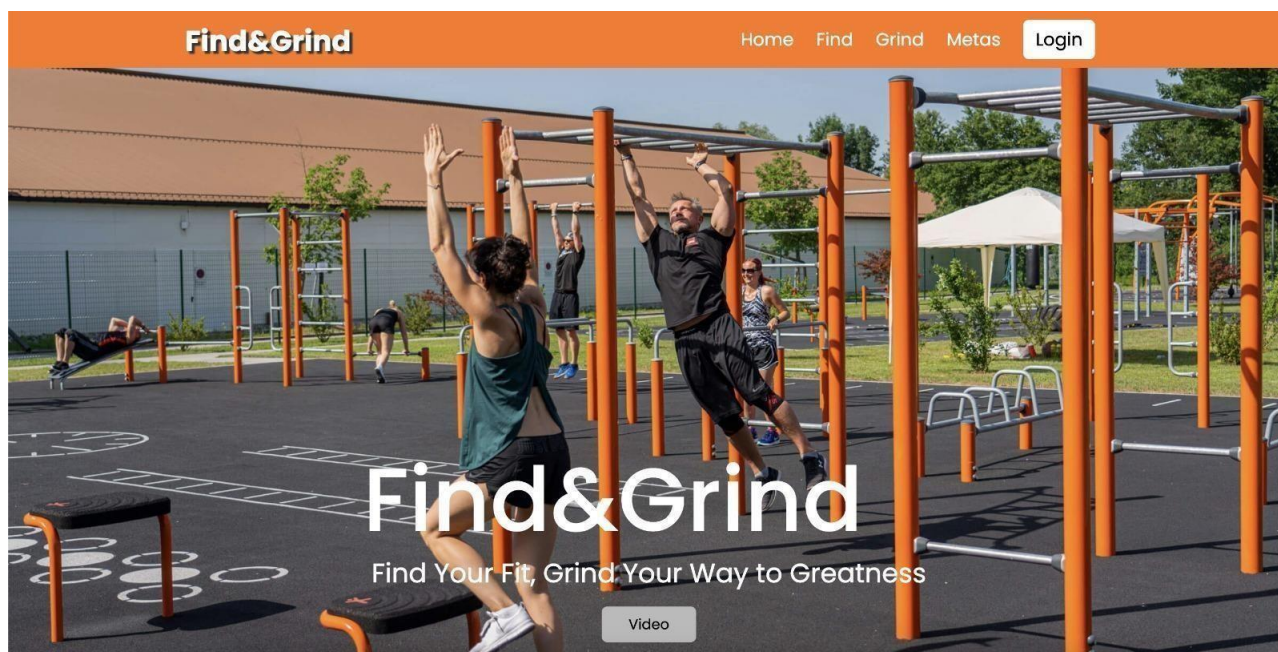 Find&Grind
Home Find Grind Metas Login
Find&Grind
Find Your Fit, Grind Your Way to Greatness
Video